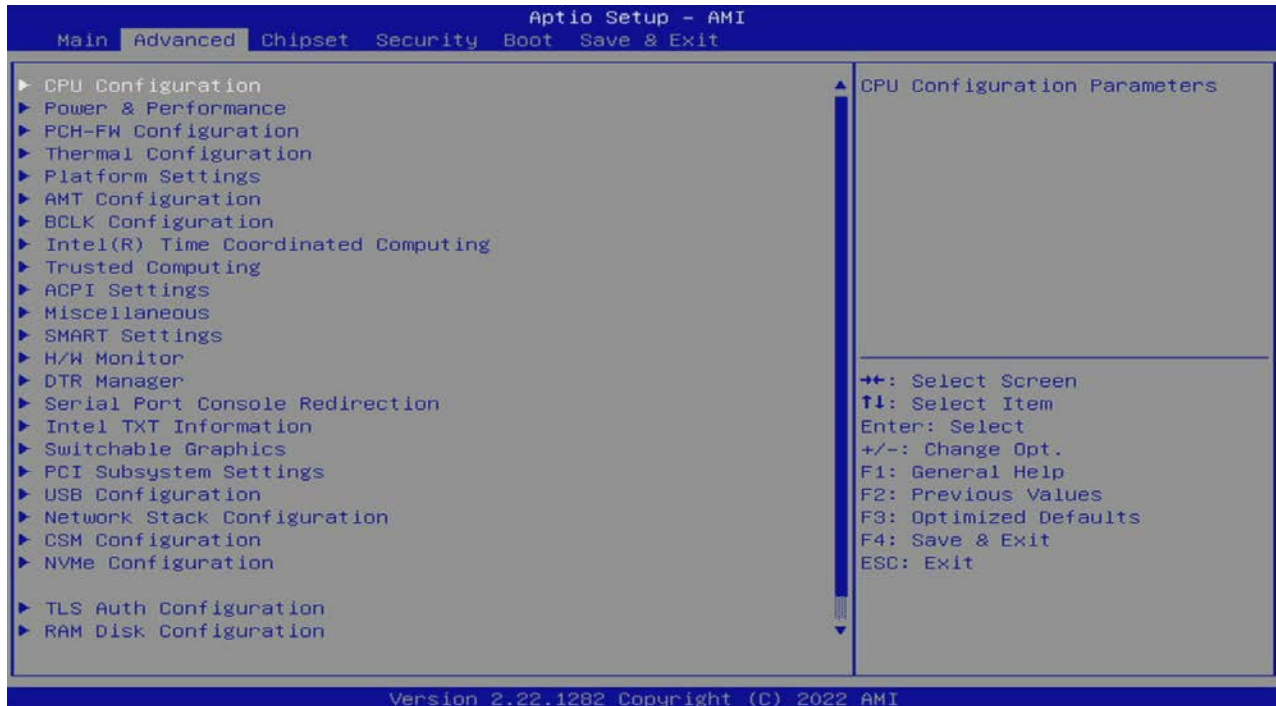 Aptio Setup – AMI
Main Advanced Chipset Security Boot Save & Exit
► CPU Configuration
► Power & Performance
► PCH-FW Configuration
► Thermal Configuration
► Platform Settings
► AMT Configuration
► BCLK Configuration
► Intel(R) Time Coordinated Computing
► Trusted Computing
► ACPI Settings
► Miscellaneous
► SMART Settings
► H/W Monitor
► DTR Manager
► Serial Port Console Redirection
► Intel TXT Information
► Switchable Graphics
► PCI Subsystem Settings
► USB Configuration
► Network Stack Configuration
► CSM Configuration
► NVMe Configuration
► TLS Auth Configuration
► RAM Disk Configuration
CPU Configuration Parameters
→←: Select Screen
↑↓: Select Item
Enter: Select
+/-: Change Opt.
F1: General Help
F2: Previous Values
F3: Optimized Defaults
F4: Save & Exit
ESC: Exit
Version 2.22.1282 Copyright (C) 2022 AMI